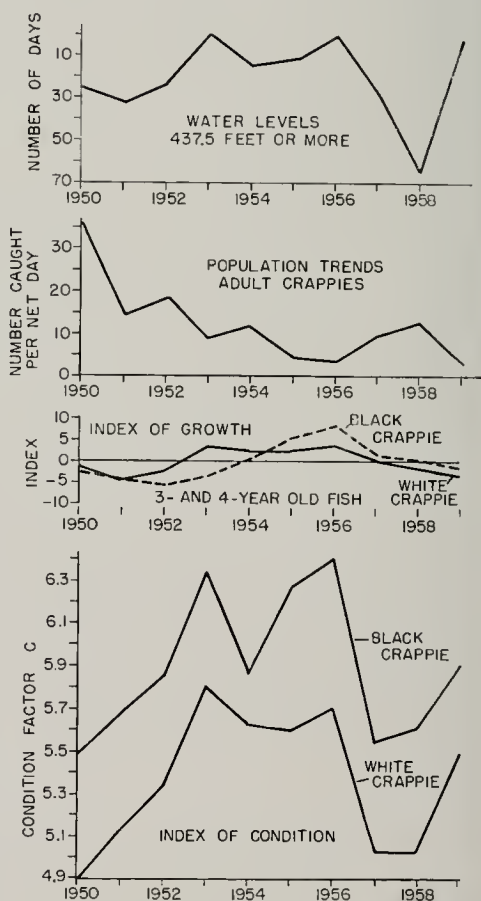 NUMBER OF DAYS
10
30
50
70
WATER LEVELS
437.5 FEET OR MORE
1950 1952 1954 1956 1958
NUMBER CAUGHT
PER NET DAY
30
20
10
0
POPULATION TRENDS
ADULT CRAPPIES
1950 1952 1954 1956 1958
INDEX
10
5
0
-5
-10
INDEX OF GROWTH
BLACK
CRAPPIE
WHITE
CRAPPIE
3- AND 4-YEAR OLD FISH
1950 1952 1954 1956 1958
CONDITION FACTOR C
6.3
6.1
5.9
5.7
5.5
5.3
5.1
4.9
BLACK
CRAPPIE
WHITE
CRAPPIE
INDEX OF CONDITION
1950 1952 1954 1956 1958